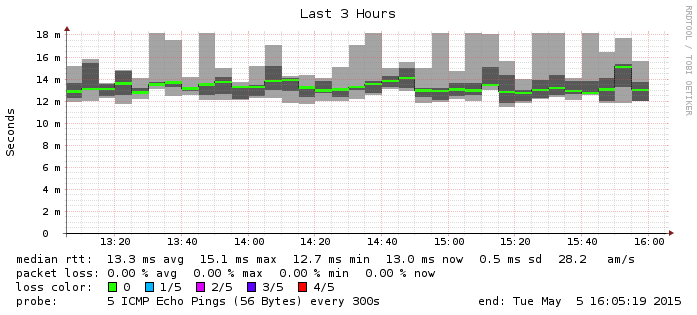 Last 3 Hours
RRDTOOL / TOBI OETIKER
Seconds
18 m
16 m
14 m
12 m
10 m
8 m
6 m
4 m
2 m
0
13:20 13:40 14:00 14:20 14:40 15:00 15:20 15:40 16:00
median rtt: 13.3 ms avg 15.1 ms max 12.7 ms min 13.0 ms now 0.5 ms sd 28.2 am/s
packet loss: 0.00 % avg 0.00 % max 0.00 % min 0.00 % now
loss color: 0 1/5 2/5 3/5 4/5
probe: 5 ICMP Echo Pings (56 Bytes) every 300s end: Tue May 5 16:05:19 2015